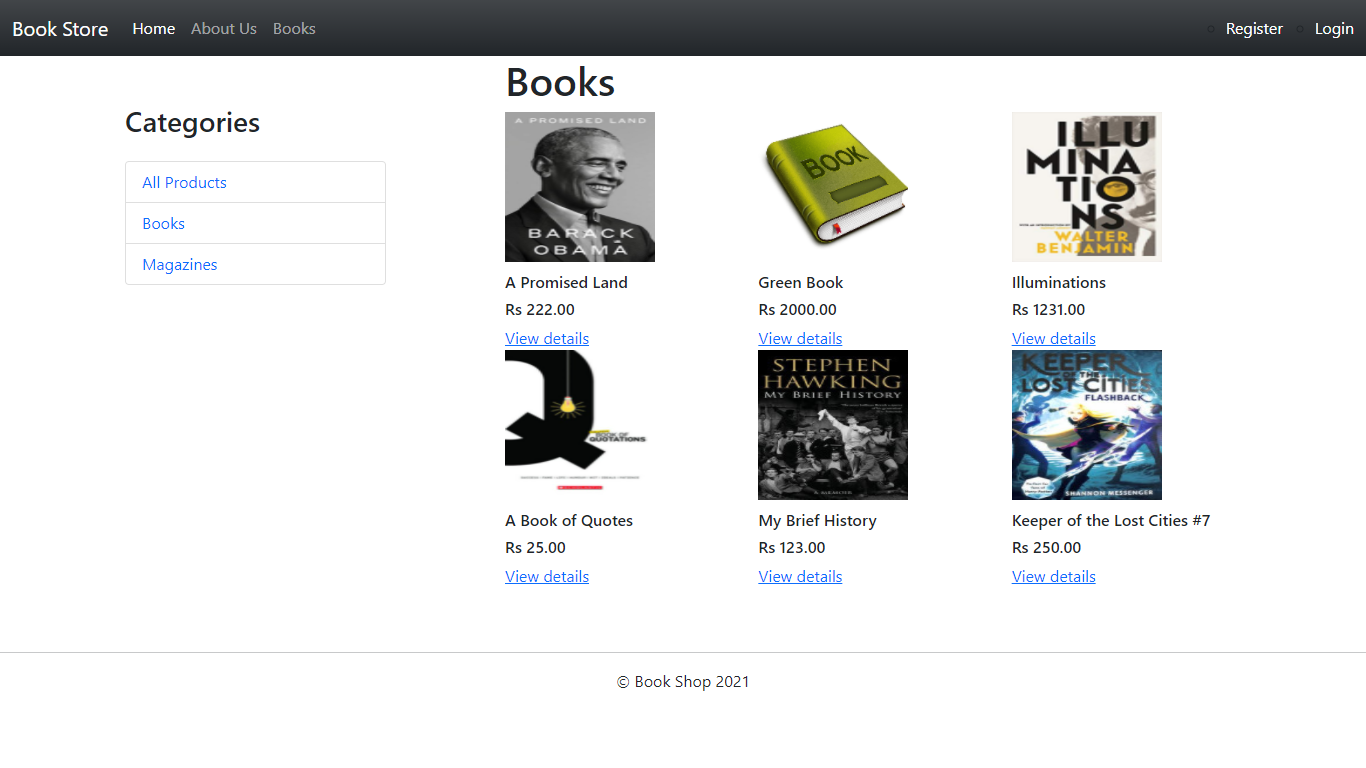 Book Store
Home
About Us
Books
Register
Login
Books
Categories
All Products
Books
Magazines
A PROMISED LAND
BARACK
OBAMA
A Promised Land
Rs 222.00
View details
BOOK
Green Book
Rs 2000.00
View details
ILLU
MINA
TIO
NS
WALTER
BENJAMIN
Illuminations
Rs 1231.00
View details
BOOK OF
QUOTATIONS
A Book of Quotes
Rs 25.00
View details
STEPHEN
HAWKING
MY BRIEF HISTORY
My Brief History
Rs 123.00
View details
KEEPER
OF THE
LOST CITIES
FLASHBACK
SHANNON MESSENGER
Keeper of the Lost Cities #7
Rs 250.00
View details
© Book Shop 2021